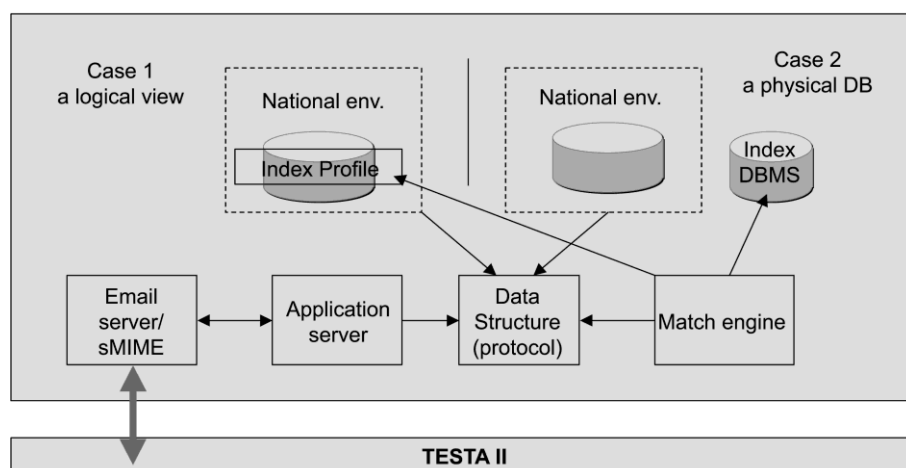 Case 1
a logical view
National env.
Index Profile
National env.
Case 2
a physical DB
Index
DBMS
Email
server/
sMIME
Application
server
Data
Structure
(protocol)
Match engine
TESTA II